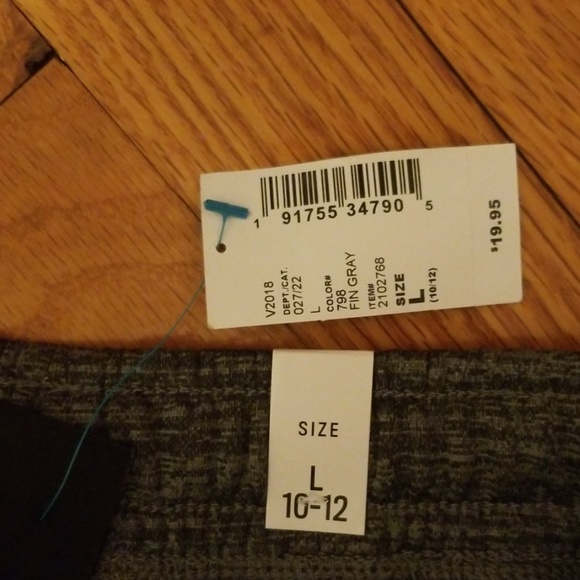 1 91755 34790 5
V2018
DEPT./CAT.
027/22
L
COLOR#
798
FIN GRAY
ITEM#
2102768
SIZE
L
(10/12)
$19.95
SIZE
L
10-12